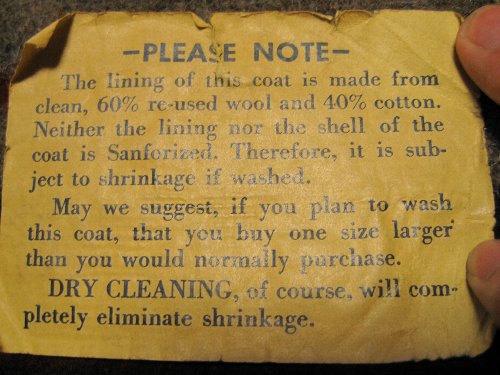 –PLEASE NOTE–
The lining of this coat is made from
clean, 60% re-used wool and 40% cotton.
Neither the lining nor the shell of the
coat is Sanforized. Therefore, it is sub-
ject to shrinkage if washed.
May we suggest, if you plan to wash
this coat, that you buy one size larger
than you would normally purchase.
DRY CLEANING, of course, will com-
pletely eliminate shrinkage.